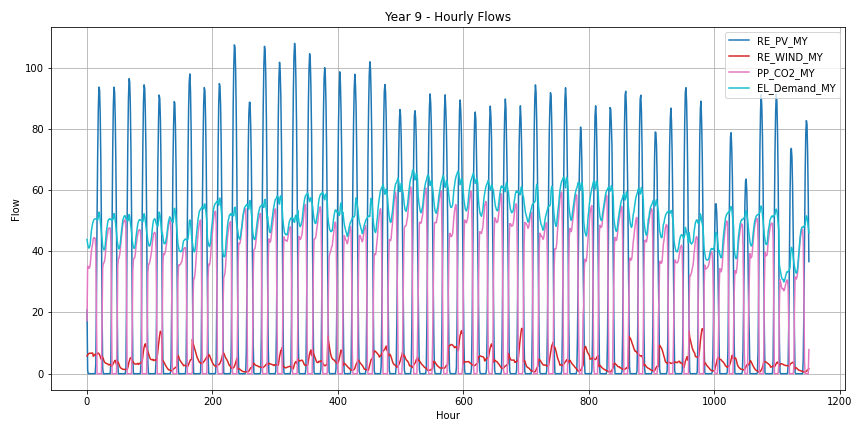 Year 9 - Hourly Flows
RE_PV_MY
RE_WIND_MY
PP_CO2_MY
EL_Demand_MY
Flow
100
80
60
40
20
0
0 200 400 600 800 1000 1200
Hour